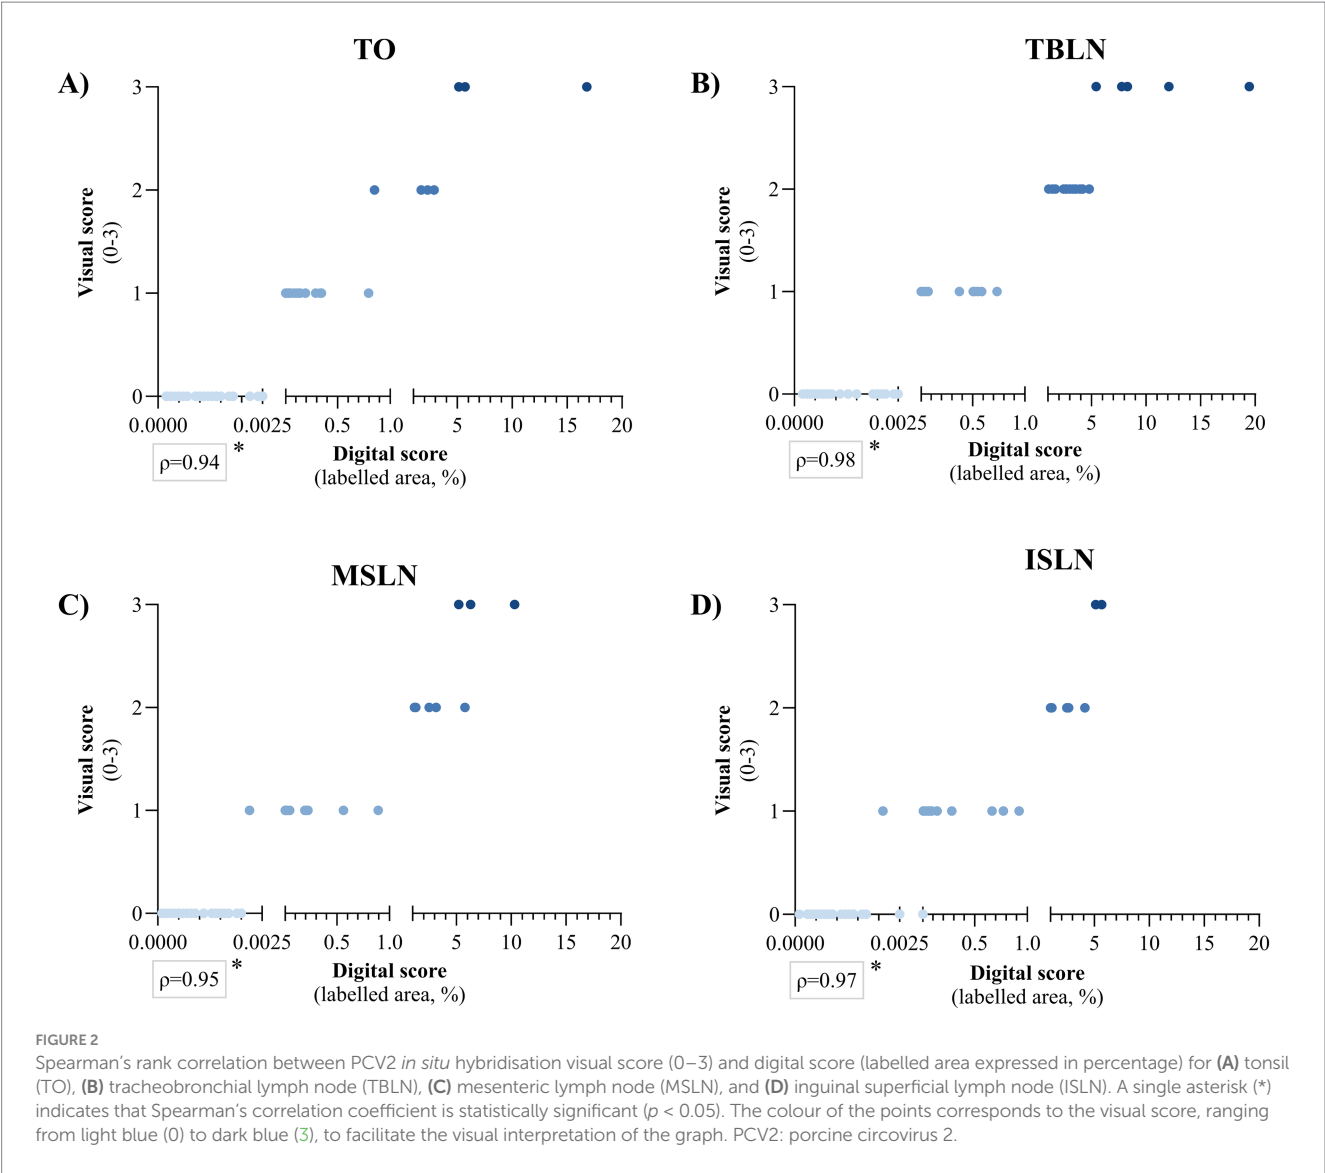 TO
A)
3
2
1
0
Visual score
(0-3)
0.0000 0.0025 0.5 1.0 5 10 15 20
ρ=0.94 *
Digital score
(labelled area, %)
TBLN
B)
3
2
1
0
Visual score
(0-3)
0.0000 0.0025 0.5 1.0 5 10 15 20
ρ=0.98 *
Digital score
(labelled area, %)
MSLN
C)
3
2
1
0
Visual score
(0-3)
0.0000 0.0025 0.5 1.0 5 10 15 20
ρ=0.95 *
Digital score
(labelled area, %)
ISLN
D)
3
2
1
0
Visual score
(0-3)
0.0000 0.0025 0.5 1.0 5 10 15 20
ρ=0.97 *
Digital score
(labelled area, %)
FIGURE 2
Spearman's rank correlation between PCV2 in situ hybridisation visual score (0–3) and digital score (labelled area expressed in percentage) for (A) tonsil
(TO), (B) tracheobronchial lymph node (TBLN), (C) mesenteric lymph node (MSLN), and (D) inguinal superficial lymph node (ISLN). A single asterisk (*)
indicates that Spearman's correlation coefficient is statistically significant (p < 0.05). The colour of the points corresponds to the visual score, ranging
from light blue (0) to dark blue (3), to facilitate the visual interpretation of the graph. PCV2: porcine circovirus 2.